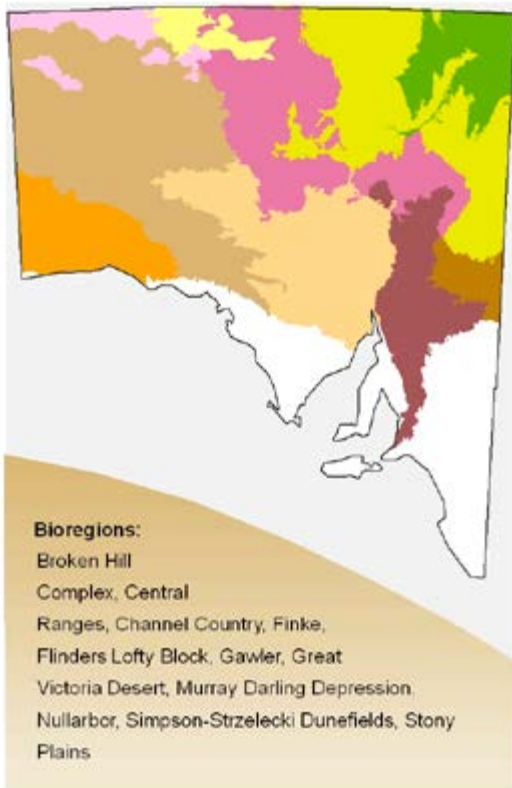 Bioregions:
Broken Hill
Complex, Central
Ranges, Channel Country, Finke,
Flinders Lofty Block, Gawler, Great
Victoria Desert, Murray Darling Depression.
Nullarbor, Simpson-Strzelecki Dunefields, Stony
Plains